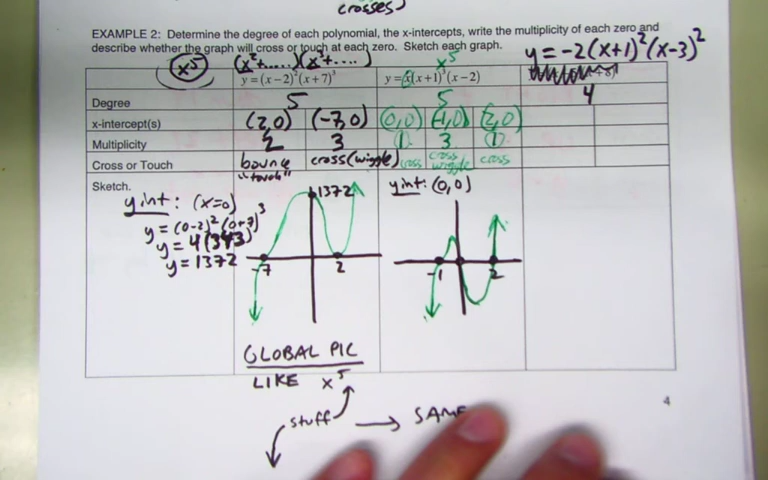 crosses)
EXAMPLE 2: Determine the degree of each polynomial, the x-intercepts, write the multiplicity of each zero and
describe whether the graph will cross or touch at each zero. Sketch each graph.
y = -2(x+1)²(x-3)²
x⁵ (x²+....)(x³+....) x⁵
y = (x − 2)²(x + 7)³ y = x(x + 1)³(x − 2)
Degree 5 5 4
x-intercept(s) (2,0) (-7,0) (0,0) (-1,0) (2,0)
Multiplicity 2 3 1 3 1
Cross or Touch bounce "touch" cross(wiggle) cross cross wiggle cross
Sketch.
y int: (x=0)
y = (0-2)² (0+7)³
y = 4(343)
y = 1372
1372
-7 2
y int: (0,0)
-1 2
GLOBAL PIC
LIKE x⁵
stuff → SAME
4